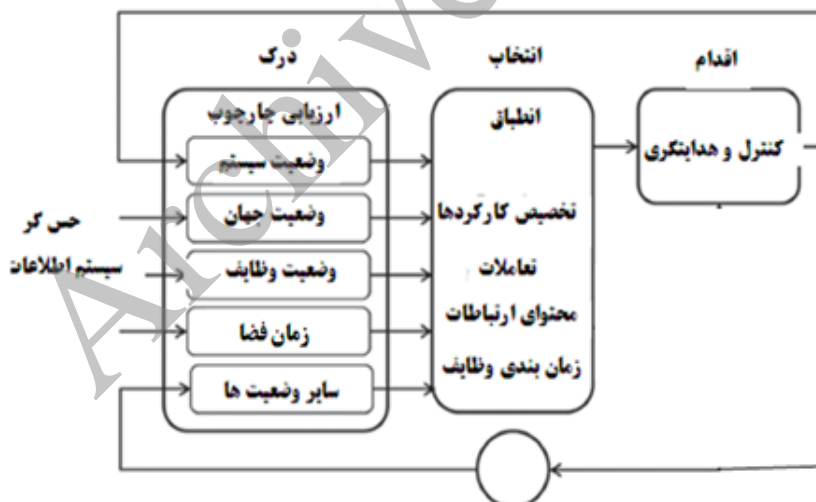 درک
انتخاب
اقدام
ارزیابی چارچوب
وضعیت سیستم
وضعیت جهان
وضعیت وظایف
زمان فضا
سایر وضعیت ها
حس گر
سیستم اطلاعات
انطباق
تخصیص کارکردها
تعاملات
محتوای ارتباطات
زمان بندی وظایف
کنترل و هدایتگری
Archive